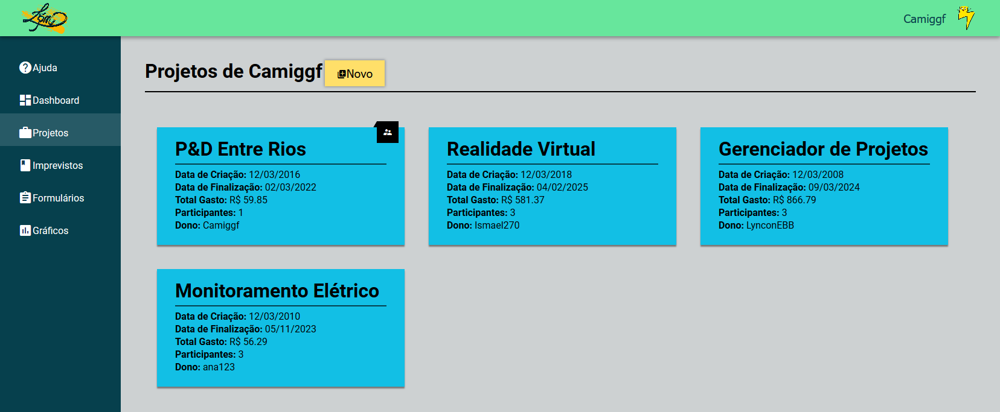 Camiggf
Ajuda
Dashboard
Projetos
Imprevistos
Formulários
Gráficos
Projetos de Camiggf
Novo
P&D Entre Rios
Data de Criação: 12/03/2016
Data de Finalização: 02/03/2022
Total Gasto: R$ 59.85
Participantes: 1
Dono: Camiggf
Realidade Virtual
Data de Criação: 12/03/2018
Data de Finalização: 04/02/2025
Total Gasto: R$ 581.37
Participantes: 3
Dono: Ismael270
Gerenciador de Projetos
Data de Criação: 12/03/2008
Data de Finalização: 09/03/2024
Total Gasto: R$ 866.79
Participantes: 3
Dono: LynconEBB
Monitoramento Elétrico
Data de Criação: 12/03/2010
Data de Finalização: 05/11/2023
Total Gasto: R$ 56.29
Participantes: 3
Dono: ana123